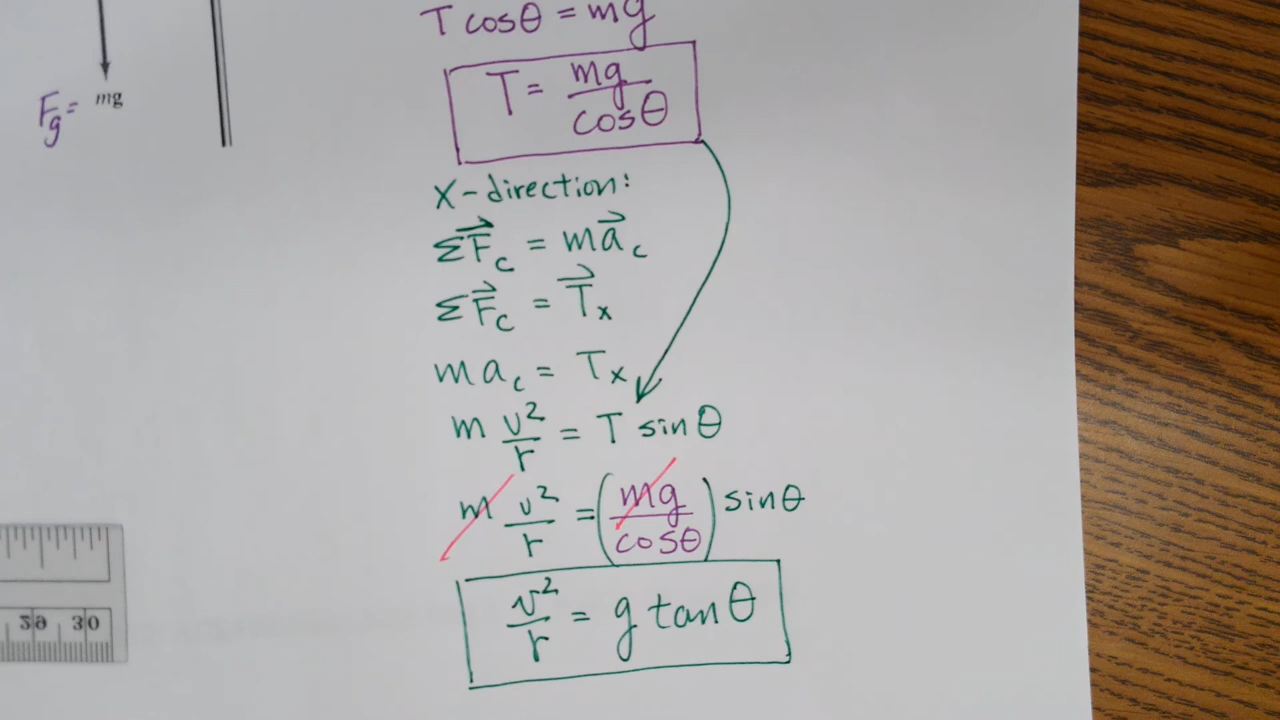 T cosθ = mg
T = mg/cosθ
Fg = mg
X-direction:
ΣF⃗c = ma⃗c
ΣF⃗c = T⃗x
mac = Tx
m v²/r = T sinθ
m v²/r = (mg/cosθ) sinθ
v²/r = g tanθ
29 30